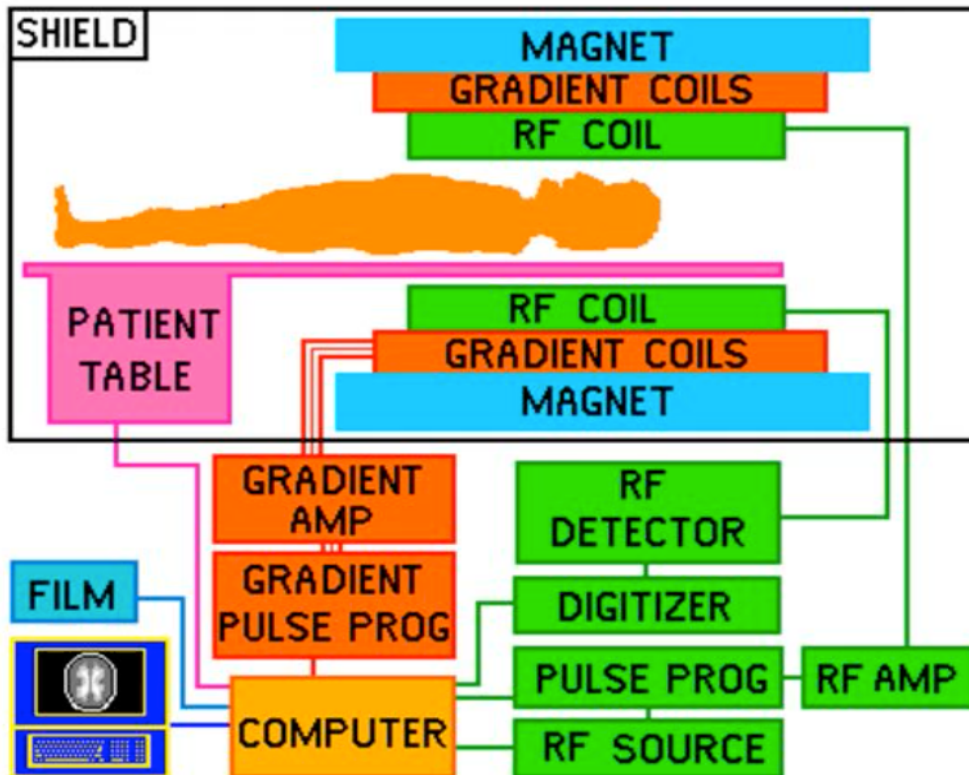 SHIELD
MAGNET
GRADIENT COILS
RF COIL
RF COIL
GRADIENT COILS
MAGNET
PATIENT
TABLE
GRADIENT
AMP
GRADIENT
PULSE PROG
FILM
COMPUTER
RF
DETECTOR
DIGITIZER
PULSE PROG
RF AMP
RF SOURCE